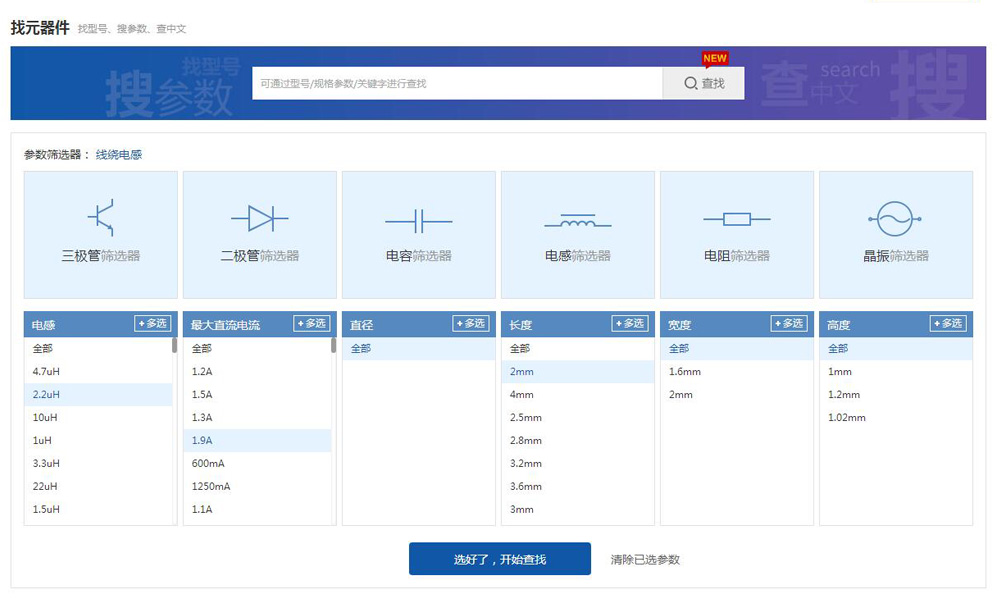 找元器件 找型号、搜参数、查中文
找型号
搜参数
可通过型号/规格参数/关键字进行查找
NEW
查找
查 search 中文
搜
参数筛选器： 线绕电感
三极管筛选器 二极管筛选器 电容筛选器 电感筛选器 电阻筛选器 晶振筛选器
电感 +多选 最大直流电流 +多选 直径 +多选 长度 +多选 宽度 +多选 高度 +多选
全部 全部 全部 全部 全部 全部
4.7uH 1.2A 2mm 1.6mm 1mm
2.2uH 1.5A 4mm 2mm 1.2mm
10uH 1.3A 2.5mm 1.02mm
1uH 1.9A 2.8mm
3.3uH 600mA 3.2mm
22uH 1250mA 3.6mm
1.5uH 1.1A 3mm
选好了，开始查找 清除已选参数